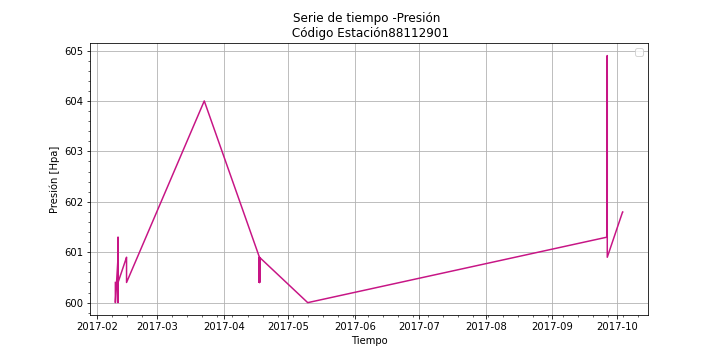 Serie de tiempo -Presión
Código Estación88112901
605
604
603
602
601
600
Presión [Hpa]
2017-02 2017-03 2017-04 2017-05 2017-06 2017-07 2017-08 2017-09 2017-10
Tiempo